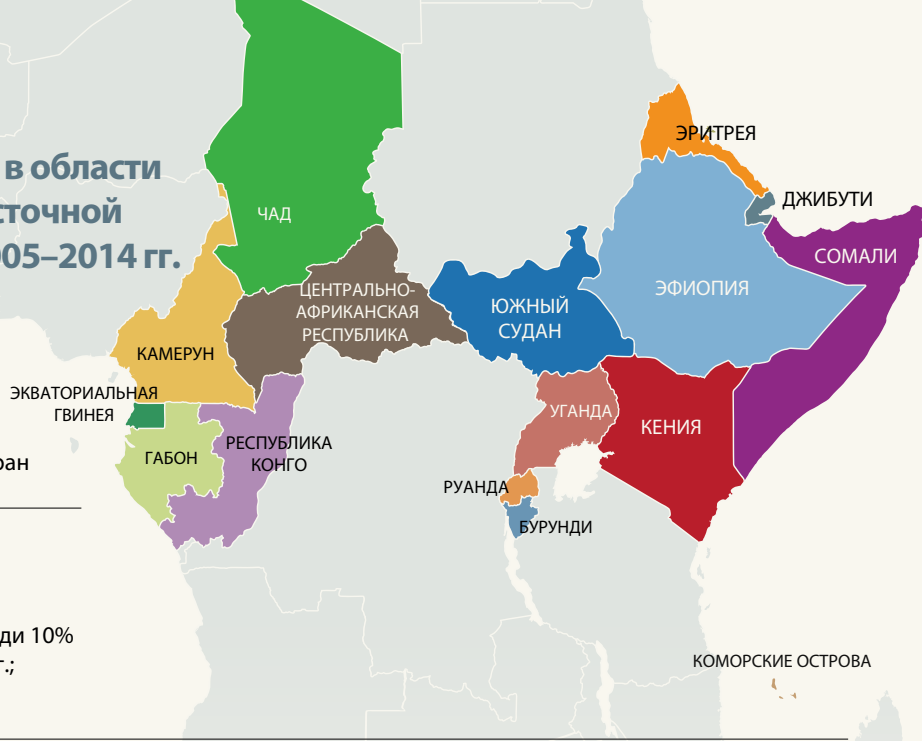 в области
сточной
005–2014 гг.
ран
ди 10%
г.;
ЧАД
ЭРИТРЕЯ
ДЖИБУТИ
СОМАЛИ
ЭФИОПИЯ
ЮЖНЫЙ
СУДАН
ЦЕНТРАЛЬНО-
АФРИКАНСКАЯ
РЕСПУБЛИКА
КАМЕРУН
ЭКВАТОРИАЛЬНАЯ
ГВИНЕЯ
ГАБОН
РЕСПУБЛИКА
КОНГО
УГАНДА
КЕНИЯ
РУАНДА
БУРУНДИ
КОМОРСКИЕ ОСТРОВА